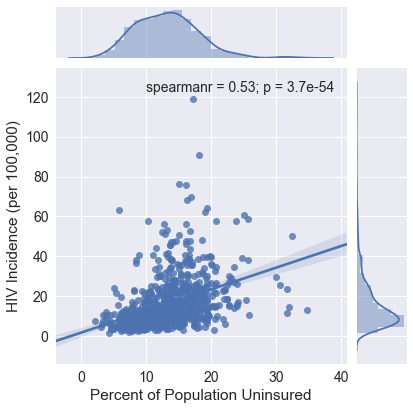 spearmanr = 0.53; p = 3.7e-54
120
100
80
60
40
20
0
HIV Incidence (per 100,000)
0 10 20 30 40
Percent of Population Uninsured